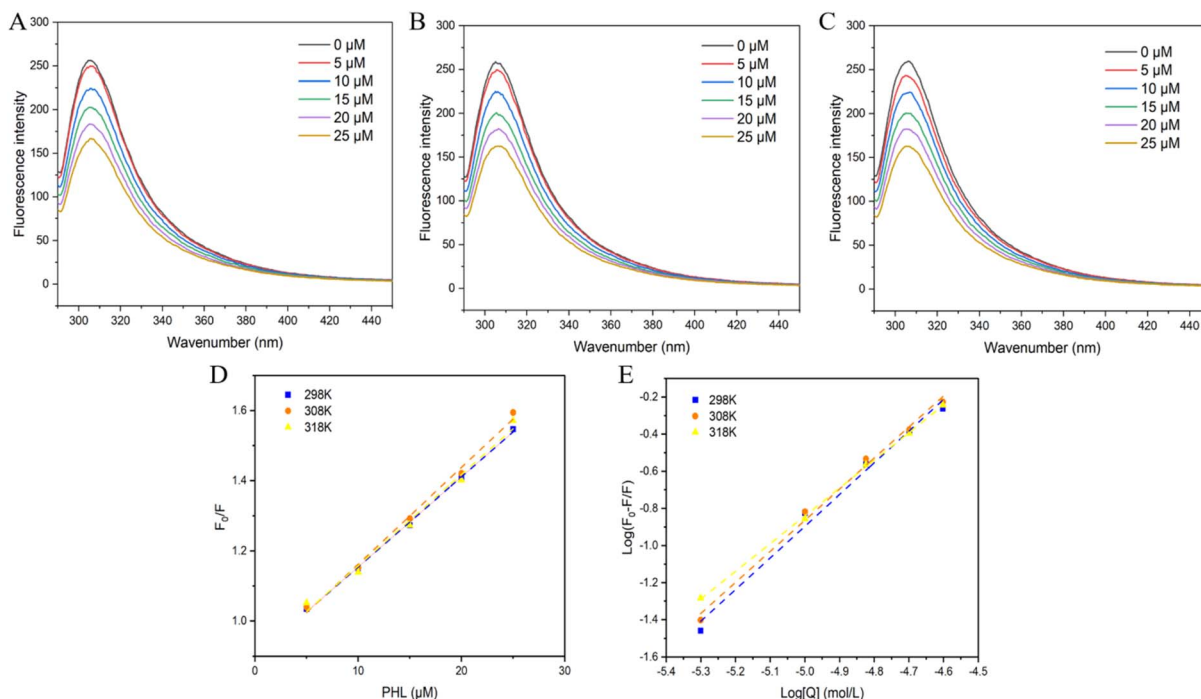 A
300
250
200
150
100
50
0
Fluorescence intensity
0 μM
5 μM
10 μM
15 μM
20 μM
25 μM
300 320 340 360 380 400 420 440
Wavenumber (nm)
B
300
250
200
150
100
50
0
Fluorescence intensity
0 μM
5 μM
10 μM
15 μM
20 μM
25 μM
300 320 340 360 380 400 420 440
Wavenumber (nm)
C
300
250
200
150
100
50
0
Fluorescence intensity
0 μM
5 μM
10 μM
15 μM
20 μM
25 μM
300 320 340 360 380 400 420 440
Wavenumber (nm)
D
298K
308K
318K
1.6
1.4
1.2
1.0
F₀/F
0 10 20 30
PHL (μM)
E
298K
308K
318K
-0.2
-0.4
-0.6
-0.8
-1.0
-1.2
-1.4
-1.6
Log(F₀-F/F)
-5.4 -5.3 -5.2 -5.1 -5.0 -4.9 -4.8 -4.7 -4.6 -4.5
Log[Q] (mol/L)